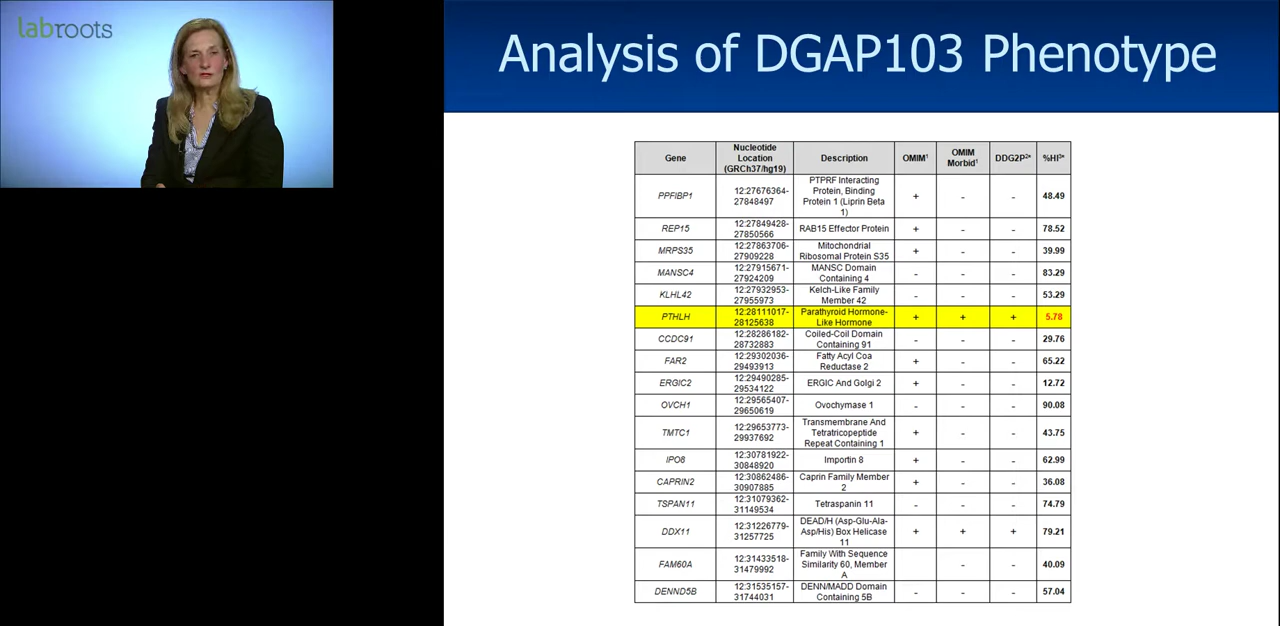 labroots
Analysis of DGAP103 Phenotype
Gene Nucleotide Location (GRCh37/hg19) Description OMIM¹ OMIM Morbid¹ DDG2P²* %HI³*
PPFIBP1 12:27676364-27848497 PTPRF Interacting Protein, Binding Protein 1 (Liprin Beta 1) + - - 48.49
REP15 12:27849428-27850566 RAB15 Effector Protein + - - 78.52
MRPS35 12:27863706-27909228 Mitochondrial Ribosomal Protein S35 + - - 39.99
MANSC4 12:27915671-27924209 MANSC Domain Containing 4 - - - 83.29
KLHL42 12:27932953-27955973 Kelch-Like Family Member 42 - - - 53.29
PTHLH 12:28111017-28125638 Parathyroid Hormone-Like Hormone + + + 5.78
CCDC91 12:28286182-28732883 Coiled-Coil Domain Containing 91 - - - 29.76
FAR2 12:29302036-29493913 Fatty Acyl Coa Reductase 2 + - - 65.22
ERGIC2 12:29490285-29534122 ERGIC And Golgi 2 + - - 12.72
OVCH1 12:29565407-29650619 Ovochymase 1 - - - 90.08
TMTC1 12:29653773-29937692 Transmembrane And Tetratricopeptide Repeat Containing 1 + - - 43.75
IPO8 12:30781922-30848920 Importin 8 + - - 62.99
CAPRIN2 12:30862486-30907885 Caprin Family Member 2 + - - 36.08
TSPAN11 12:31079362-31149534 Tetraspanin 11 - - - 74.79
DDX11 12:31226779-31257725 DEAD/H (Asp-Glu-Ala-Asp/His) Box Helicase 11 + + + 79.21
FAM60A 12:31433518-31479992 Family With Sequence Similarity 60, Member A - - 40.09
DENND5B 12:31535157-31744031 DENN/MADD Domain Containing 5B - - - 57.04